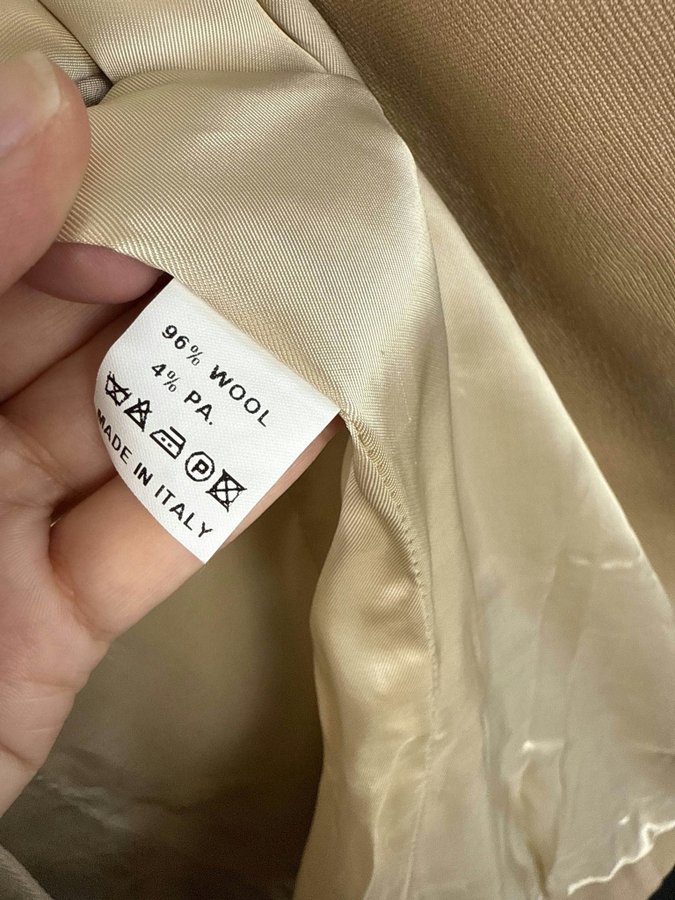 96% WOOL
4% PA.
P
MADE IN ITALY